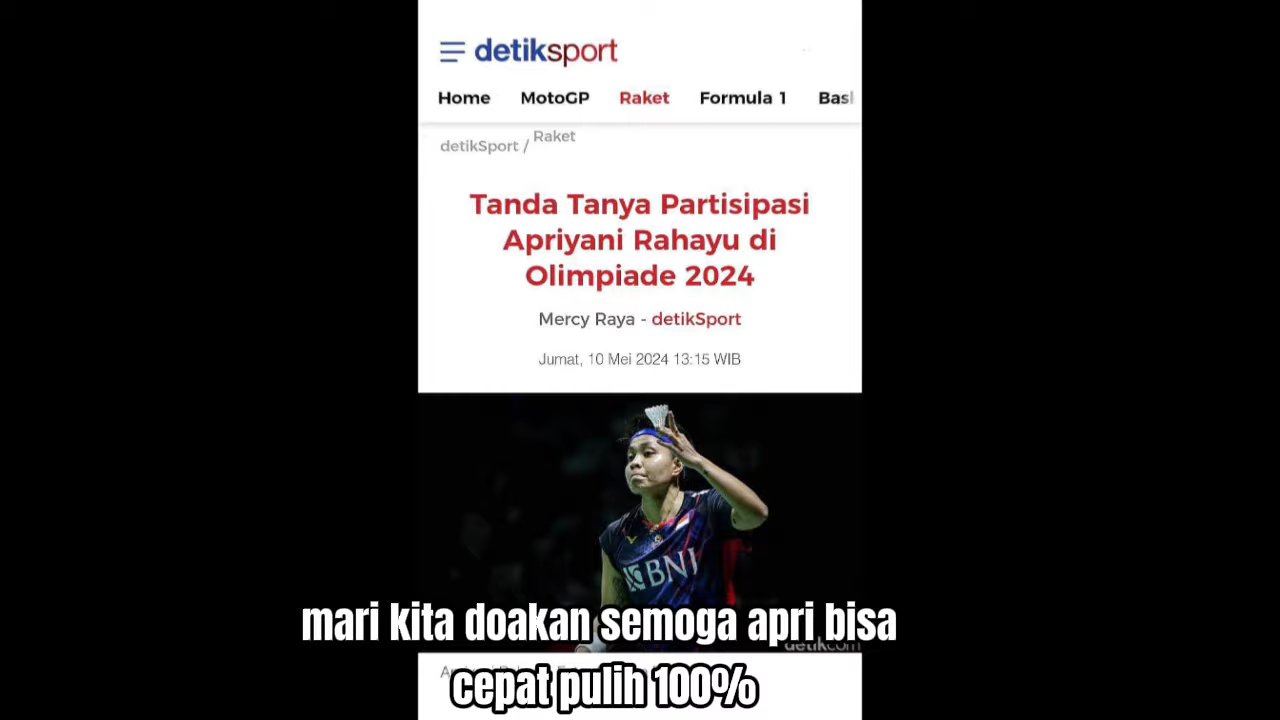 detiksport
Home MotoGP Raket Formula 1
detikSport / Raket
Tanda Tanya Partisipasi
Apriyani Rahayu di
Olimpiade 2024
Mercy Raya - detikSport
Jumat, 10 Mei 2024 13:15 WIB
BNI
mari kita doakan semoga apri bisa
detikcom
cepat pulih 100%